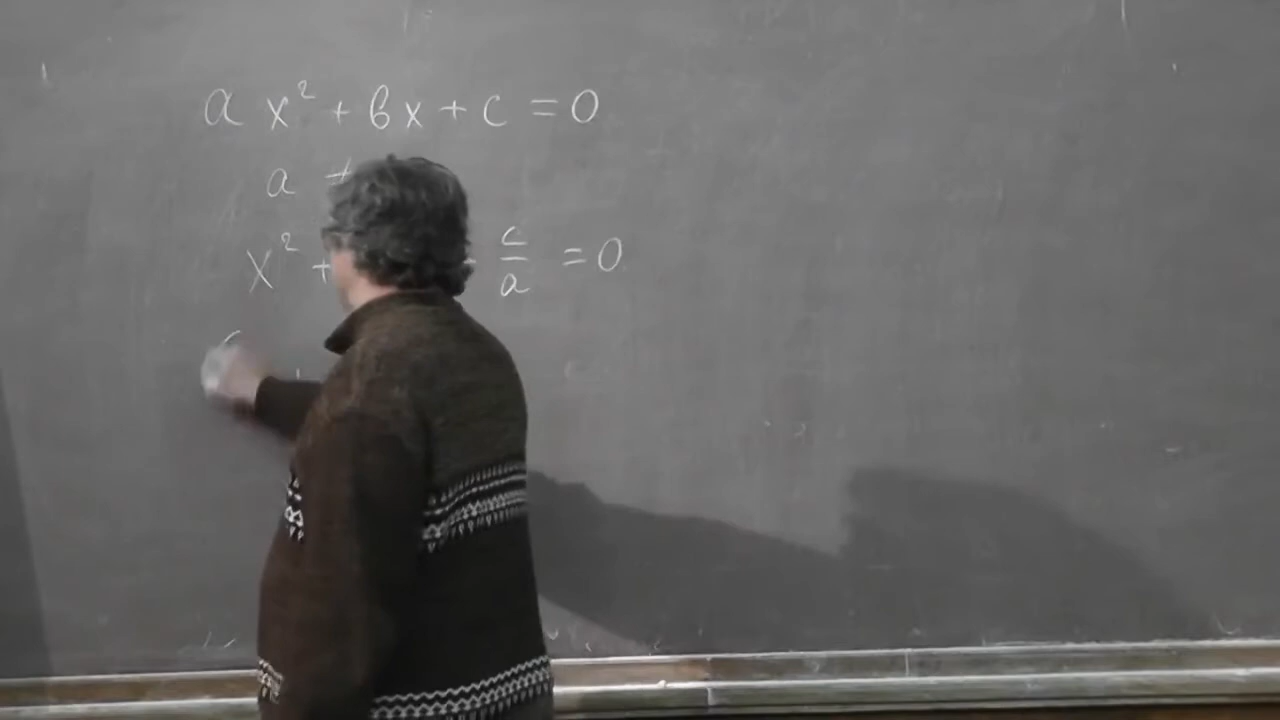 a x² + bx + c = 0
a ≠
x² + c/a = 0